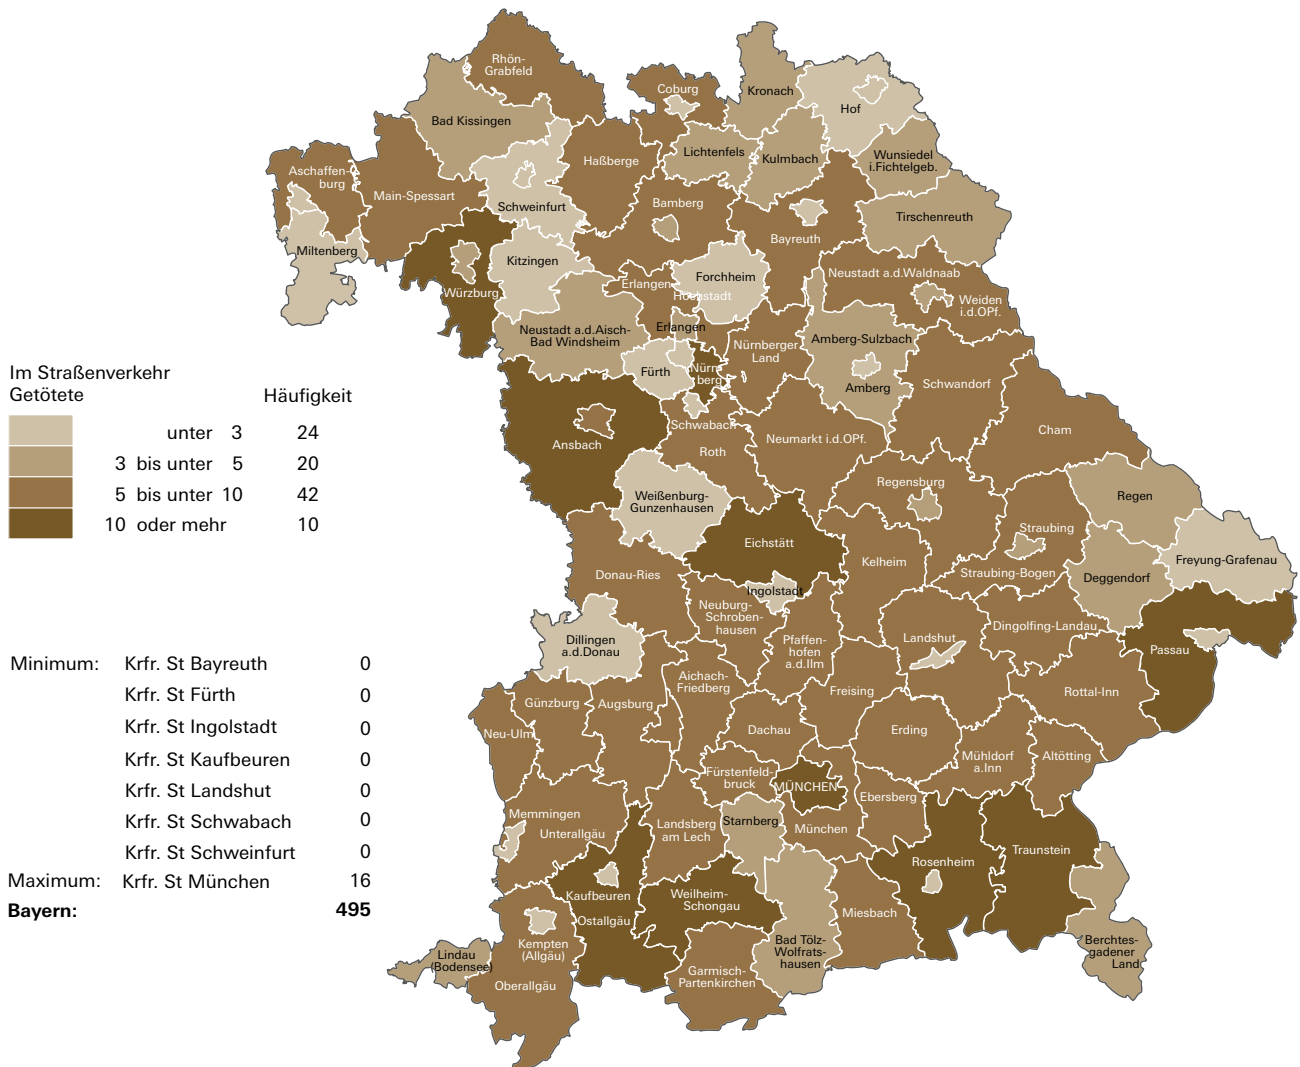 Im Straßenverkehr
Getötete Häufigkeit
unter 3 24
3 bis unter 5 20
5 bis unter 10 42
10 oder mehr 10
Minimum: Krfr. St Bayreuth 0
Krfr. St Fürth 0
Krfr. St Ingolstadt 0
Krfr. St Kaufbeuren 0
Krfr. St Landshut 0
Krfr. St Schwabach 0
Krfr. St Schweinfurt 0
Maximum: Krfr. St München 16
Bayern: 495
Rhön-
Grabfeld
Coburg
Kronach
Hof
Bad Kissingen
Lichtenfels
Kulmbach
Wunsiedel
i.Fichtelgeb.
Haßberge
Aschaffen-
burg
Main-Spessart
Schweinfurt
Bamberg
Bayreuth
Tirschenreuth
Miltenberg
Kitzingen
Forchheim
Neustadt a.d.Waldnaab
Würzburg
Erlangen-
Höchstadt
Weiden
i.d.OPf.
Neustadt a.d.Aisch-
Bad Windsheim
Erlangen
Nürnberger
Land
Amberg-Sulzbach
Fürth
Nürn-
berg
Amberg
Schwandorf
Ansbach
Schwabach
Roth
Neumarkt i.d.OPf.
Cham
Weißenburg-
Gunzenhausen
Regensburg
Regen
Eichstätt
Straubing
Kelheim
Freyung-Grafenau
Donau-Ries
Straubing-Bogen
Deggendorf
Ingolstadt
Neuburg-
Schroben-
hausen
Dillingen
a.d.Donau
Pfaffen-
hofen
a.d.Ilm
Landshut
Dingolfing-Landau
Passau
Aichach-
Friedberg
Freising
Rottal-Inn
Günzburg
Augsburg
Neu-Ulm
Dachau
Erding
Mühldorf
a.Inn
Altötting
Fürstenfeld-
bruck
MÜNCHEN
Ebersberg
Memmingen
Unterallgäu
Landsberg
am Lech
Starnberg
München
Rosenheim
Traunstein
Kaufbeuren
Ostallgäu
Weilheim-
Schongau
Miesbach
Kempten
(Allgäu)
Bad Tölz-
Wolfrats-
hausen
Berchtes-
gadener
Land
Lindau
(Bodensee)
Oberallgäu
Garmisch-
Partenkirchen